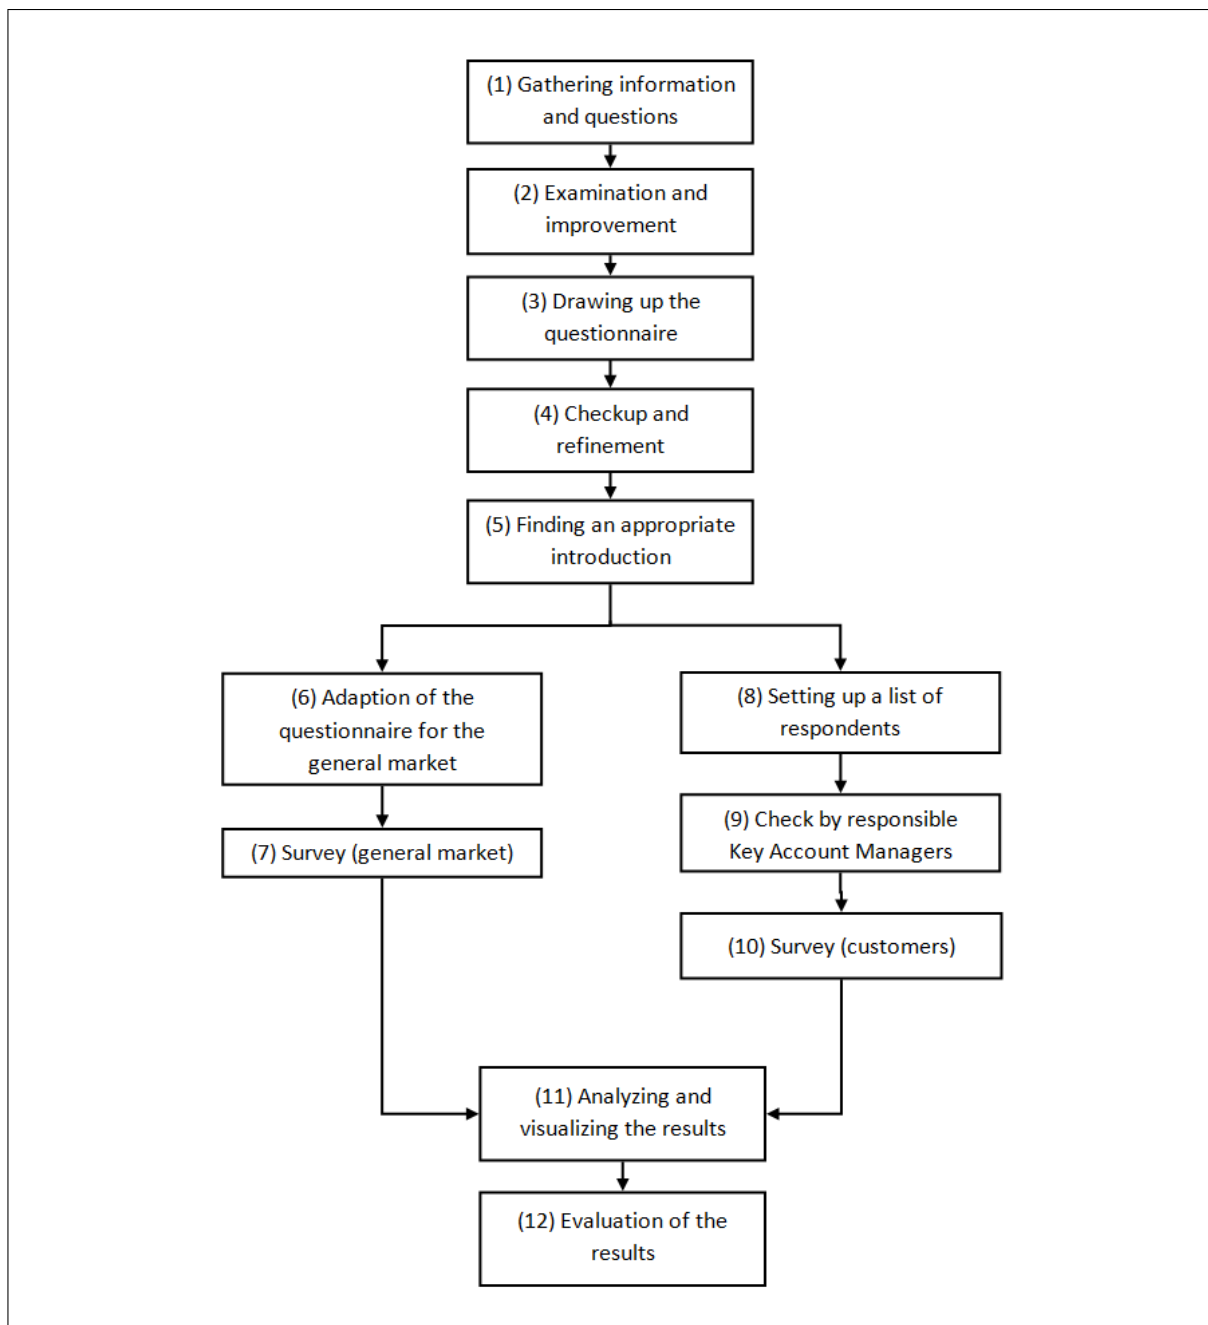 (1) Gathering information
and questions
(2) Examination and
improvement
(3) Drawing up the
questionnaire
(4) Checkup and
refinement
(5) Finding an appropriate
introduction
(6) Adaption of the
questionnaire for the
general market
(7) Survey (general market)
(8) Setting up a list of
respondents
(9) Check by responsible
Key Account Managers
(10) Survey (customers)
(11) Analyzing and
visualizing the results
(12) Evaluation of the
results